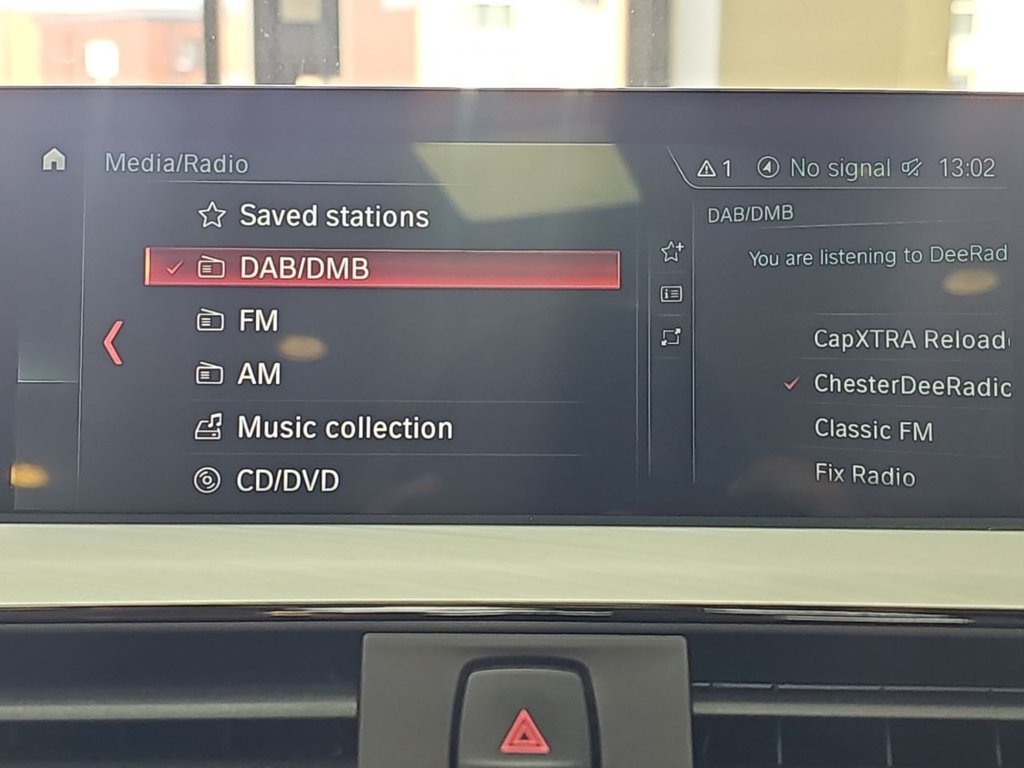 Media/Radio
1 No signal 13:02
Saved stations
DAB/DMB
FM
AM
Music collection
CD/DVD
DAB/DMB
You are listening to DeeRad
CapXTRA Reload
ChesterDeeRadio
Classic FM
Fix Radio